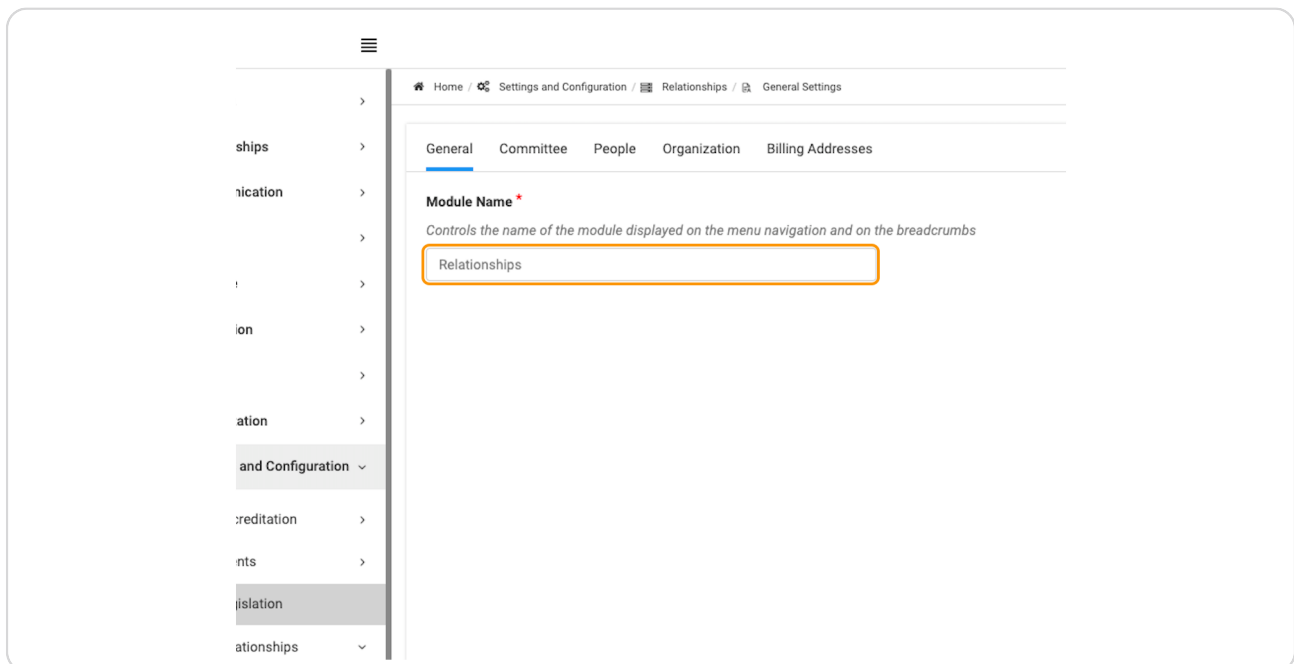 Home / Settings and Configuration / Relationships / General Settings
ships
nication
ion
ation
and Configuration
creditation
nts
islation
ationships
General Committee People Organization Billing Addresses
Module Name *
Controls the name of the module displayed on the menu navigation and on the breadcrumbs
Relationships